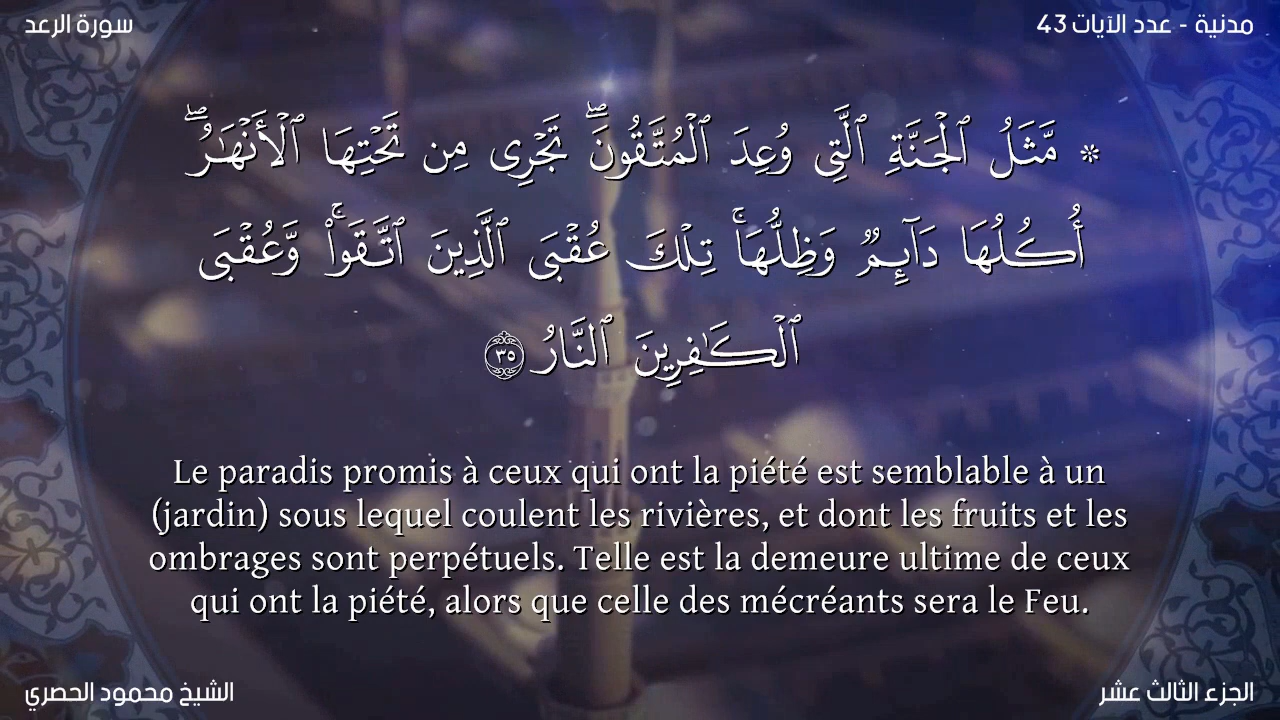 سورة الرعد
مدنية - عدد الآيات 43
۞ مَّثَلُ ٱلْجَنَّةِ ٱلَّتِى وُعِدَ ٱلْمُتَّقُونَ ۖ تَجْرِى مِن تَحْتِهَا ٱلْأَنْهَـٰرُ ۖ
أُكُلُهَا دَآئِمٌ وَظِلُّهَا ۚ تِلْكَ عُقْبَى ٱلَّذِينَ ٱتَّقَوا۟ ۚ وَّعُقْبَى
ٱلْكَـٰفِرِينَ ٱلنَّارُ ٣٥
Le paradis promis à ceux qui ont la piété est semblable à un
(jardin) sous lequel coulent les rivières, et dont les fruits et les
ombrages sont perpétuels. Telle est la demeure ultime de ceux
qui ont la piété, alors que celle des mécréants sera le Feu.
الشيخ محمود الحصري
الجزء الثالث عشر